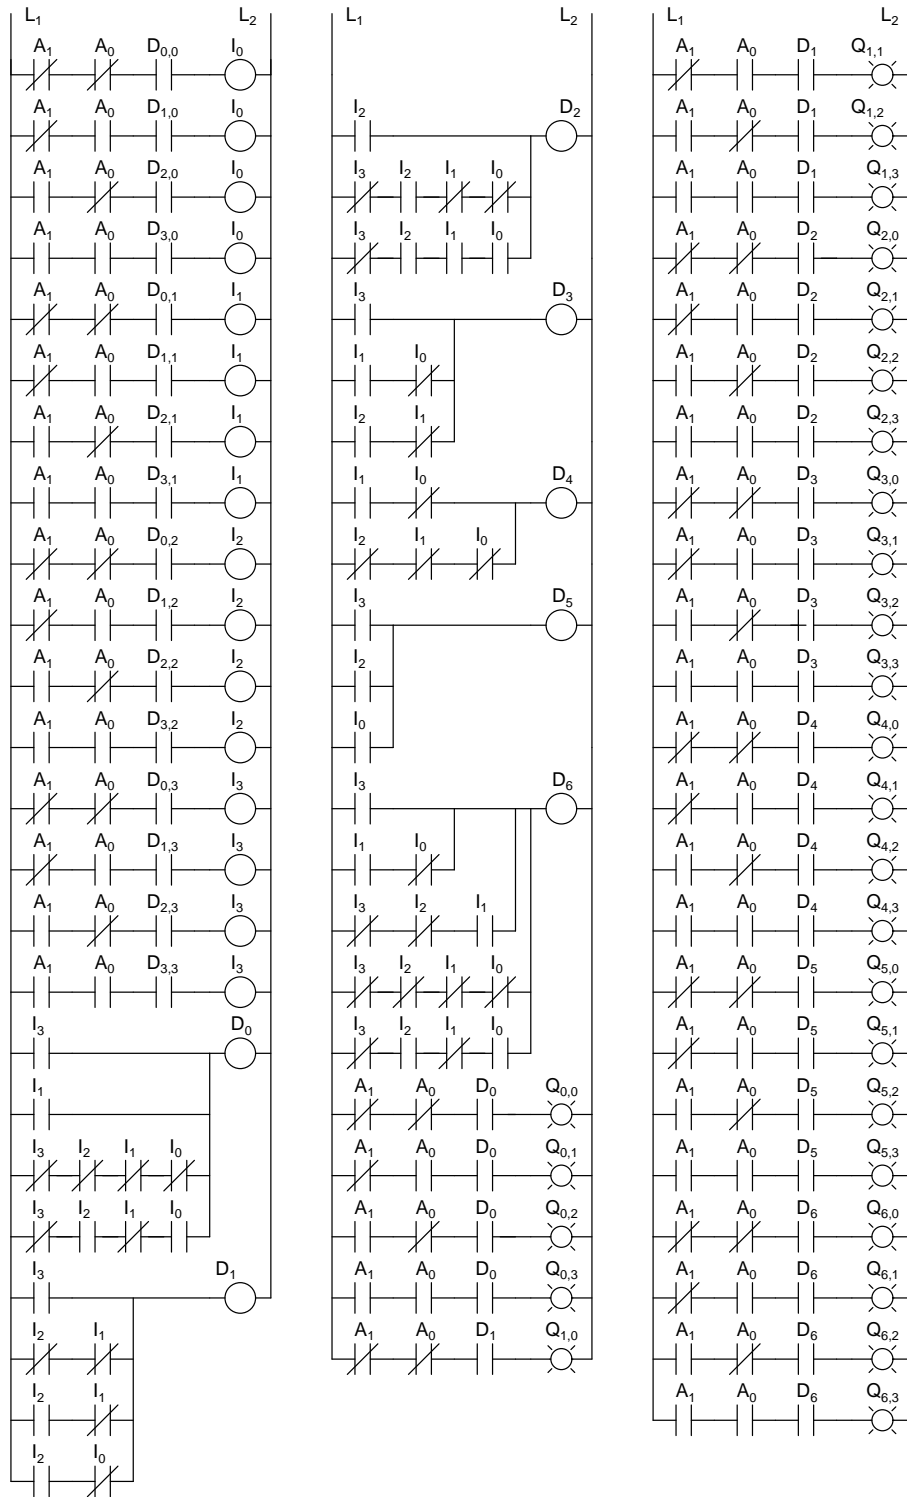 L₁ L₂
A₁ A₀ D₀,₀ I₀
A₁ A₀ D₁,₀ I₀
A₁ A₀ D₂,₀ I₀
A₁ A₀ D₃,₀ I₀
A₁ A₀ D₀,₁ I₁
A₁ A₀ D₁,₁ I₁
A₁ A₀ D₂,₁ I₁
A₁ A₀ D₃,₁ I₁
A₁ A₀ D₀,₂ I₂
A₁ A₀ D₁,₂ I₂
A₁ A₀ D₂,₂ I₂
A₁ A₀ D₃,₂ I₂
A₁ A₀ D₀,₃ I₃
A₁ A₀ D₁,₃ I₃
A₁ A₀ D₂,₃ I₃
A₁ A₀ D₃,₃ I₃
I₃ D₀
I₁
I₃ I₂ I₁ I₀
I₃ I₂ I₁ I₀
I₃ D₁
I₂ I₁
I₂ I₁
I₂ I₀
L₁ L₂
I₂ D₂
I₃ I₂ I₁ I₀
I₃ I₂ I₁ I₀
I₃ D₃
I₁ I₀
I₂ I₁
I₁ I₀ D₄
I₂ I₁ I₀
I₃ D₅
I₂
I₀
I₃ D₆
I₁ I₀
I₃ I₂ I₁
I₃ I₂ I₁ I₀
I₃ I₂ I₁ I₀
A₁ A₀ D₀ Q₀,₀
A₁ A₀ D₀ Q₀,₁
A₁ A₀ D₀ Q₀,₂
A₁ A₀ D₀ Q₀,₃
A₁ A₀ D₁ Q₁,₀
L₁ L₂
A₁ A₀ D₁ Q₁,₁
A₁ A₀ D₁ Q₁,₂
A₁ A₀ D₁ Q₁,₃
A₁ A₀ D₂ Q₂,₀
A₁ A₀ D₂ Q₂,₁
A₁ A₀ D₂ Q₂,₂
A₁ A₀ D₂ Q₂,₃
A₁ A₀ D₃ Q₃,₀
A₁ A₀ D₃ Q₃,₁
A₁ A₀ D₃ Q₃,₂
A₁ A₀ D₃ Q₃,₃
A₁ A₀ D₄ Q₄,₀
A₁ A₀ D₄ Q₄,₁
A₁ A₀ D₄ Q₄,₂
A₁ A₀ D₄ Q₄,₃
A₁ A₀ D₅ Q₅,₀
A₁ A₀ D₅ Q₅,₁
A₁ A₀ D₅ Q₅,₂
A₁ A₀ D₅ Q₅,₃
A₁ A₀ D₆ Q₆,₀
A₁ A₀ D₆ Q₆,₁
A₁ A₀ D₆ Q₆,₂
A₁ A₀ D₆ Q₆,₃